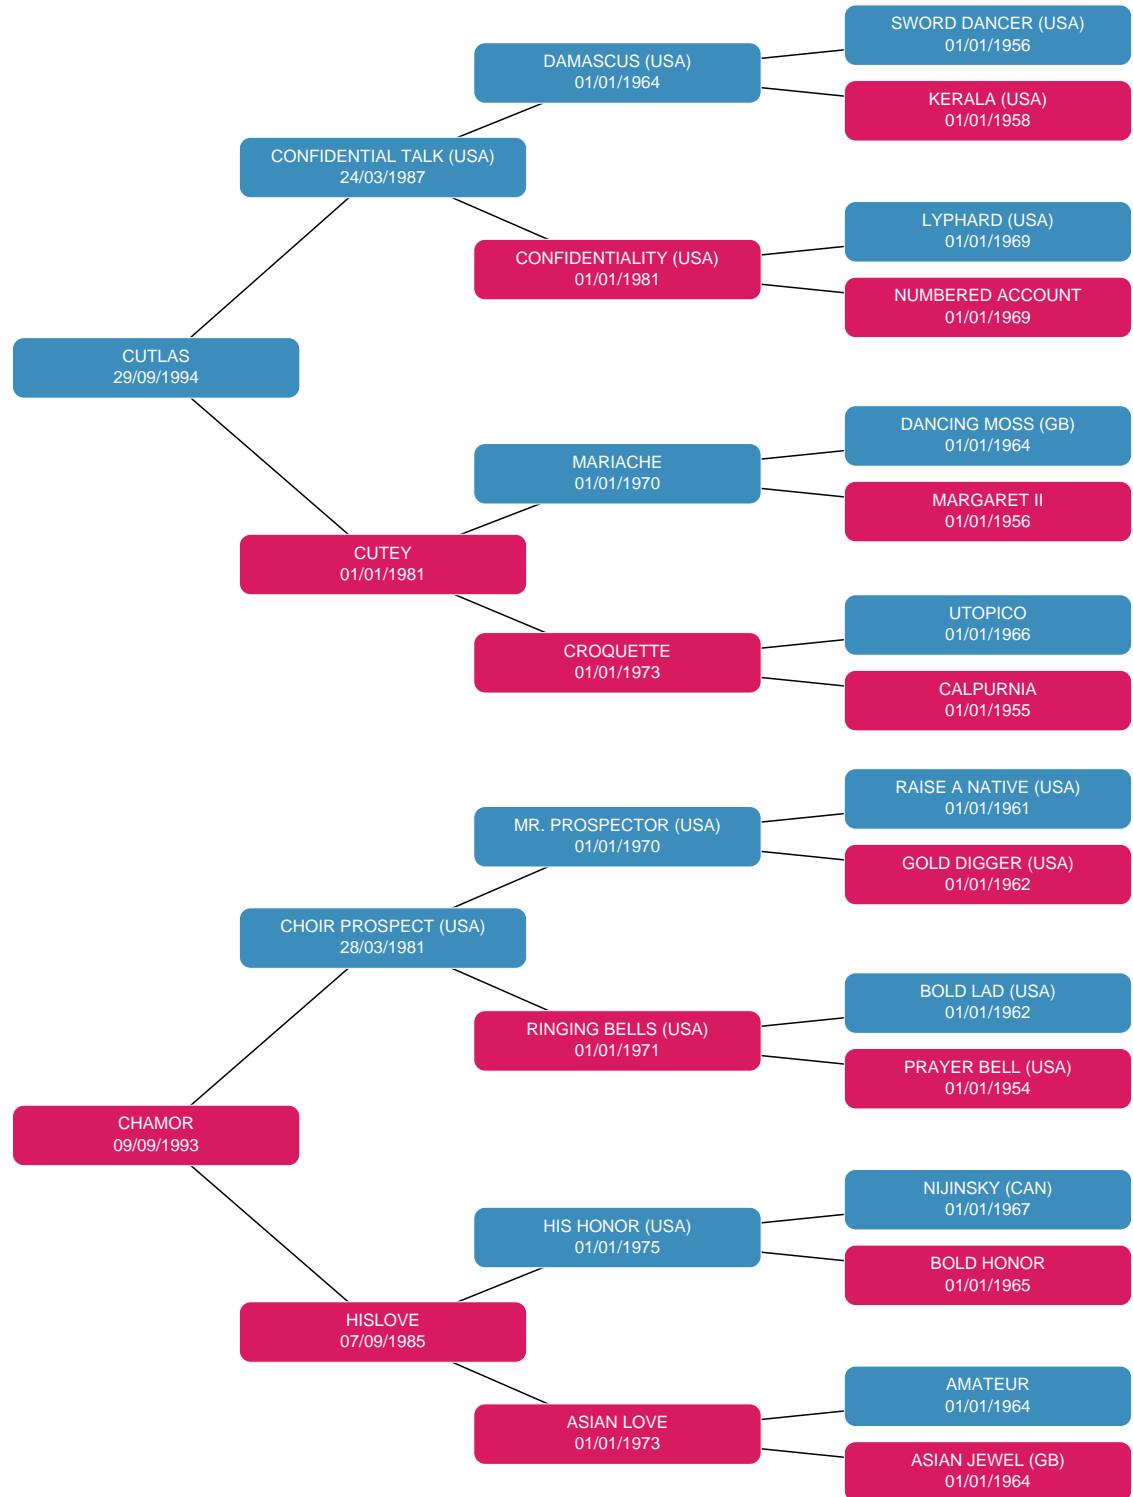 SWORD DANCER (USA)
01/01/1956
DAMASCUS (USA)
01/01/1964
KERALA (USA)
01/01/1958
CONFIDENTIAL TALK (USA)
24/03/1987
LYPHARD (USA)
01/01/1969
CONFIDENTIALITY (USA)
01/01/1981
NUMBERED ACCOUNT
01/01/1969
CUTLAS
29/09/1994
DANCING MOSS (GB)
01/01/1964
MARIACHE
01/01/1970
MARGARET II
01/01/1956
CUTEY
01/01/1981
UTOPICO
01/01/1966
CROQUETTE
01/01/1973
CALPURNIA
01/01/1955
RAISE A NATIVE (USA)
01/01/1961
MR. PROSPECTOR (USA)
01/01/1970
GOLD DIGGER (USA)
01/01/1962
CHOIR PROSPECT (USA)
28/03/1981
BOLD LAD (USA)
01/01/1962
RINGING BELLS (USA)
01/01/1971
PRAYER BELL (USA)
01/01/1954
CHAMOR
09/09/1993
NIJINSKY (CAN)
01/01/1967
HIS HONOR (USA)
01/01/1975
BOLD HONOR
01/01/1965
HISLOVE
07/09/1985
AMATEUR
01/01/1964
ASIAN LOVE
01/01/1973
ASIAN JEWEL (GB)
01/01/1964